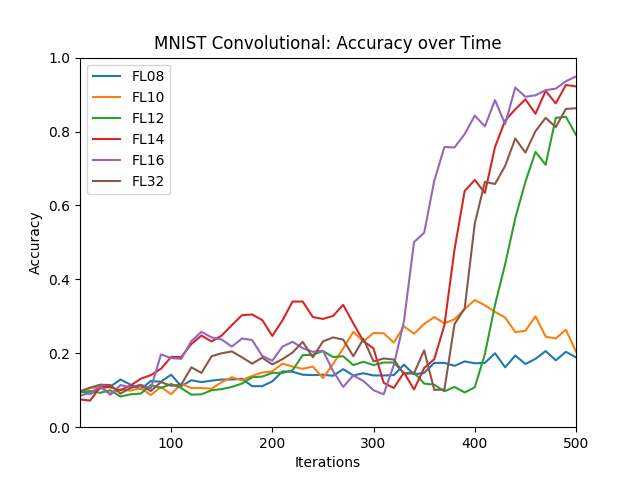 MNIST Convolutional: Accuracy over Time
1.0
0.8
0.6
0.4
0.2
0.0
Accuracy
FL08
FL10
FL12
FL14
FL16
FL32
100
200
300
400
500
Iterations